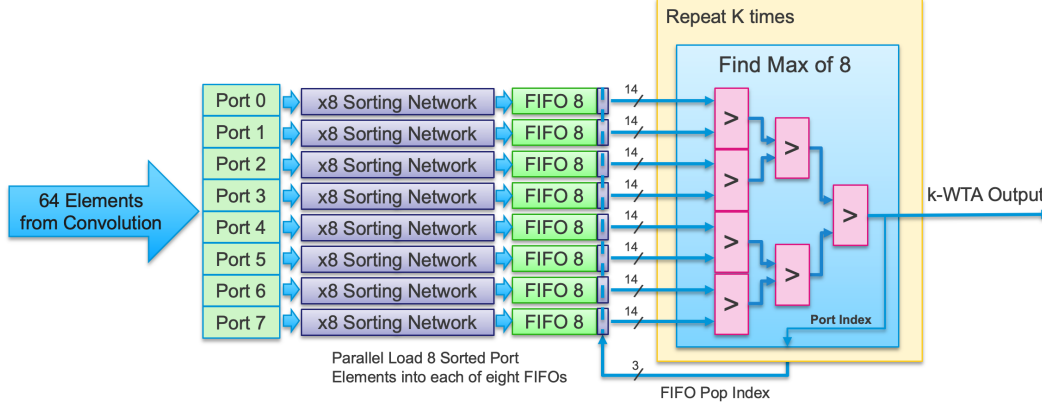 Repeat K times
Find Max of 8
64 Elements
from Convolution
Port 0
x8 Sorting Network
FIFO 8
14
Port 1
x8 Sorting Network
FIFO 8
14
Port 2
x8 Sorting Network
FIFO 8
14
Port 3
x8 Sorting Network
FIFO 8
14
Port 4
x8 Sorting Network
FIFO 8
14
Port 5
x8 Sorting Network
FIFO 8
14
Port 6
x8 Sorting Network
FIFO 8
14
Port 7
x8 Sorting Network
FIFO 8
14
>
>
>
>
>
>
>
k-WTA Output
Port Index
Parallel Load 8 Sorted Port
Elements into each of eight FIFOs
3
FIFO Pop Index